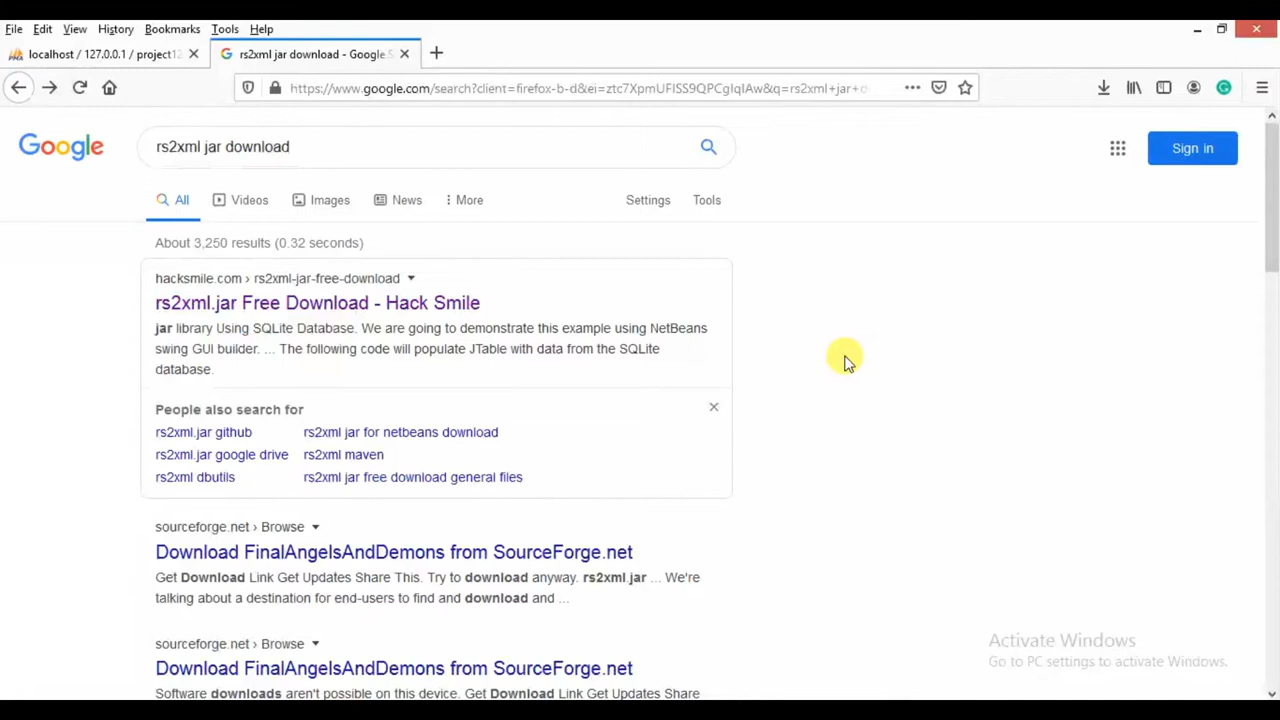 File Edit View History Bookmarks Tools Help
localhost / 127.0.0.1 / project12
rs2xml jar download - Google S
https://www.google.com/search?client=firefox-b-d&ei=ztc7XpmUFISS9QPCgIqIAw&q=rs2xml+jar+d
Google
rs2xml jar download
Sign in
All Videos Images News More Settings Tools
About 3,250 results (0.32 seconds)
hacksmile.com › rs2xml-jar-free-download
rs2xml.jar Free Download - Hack Smile
jar library Using SQLite Database. We are going to demonstrate this example using NetBeans
swing GUI builder. ... The following code will populate JTable with data from the SQLite
database.
People also search for
rs2xml.jar github rs2xml jar for netbeans download
rs2xml.jar google drive rs2xml maven
rs2xml dbutils rs2xml jar free download general files
sourceforge.net › Browse
Download FinalAngelsAndDemons from SourceForge.net
Get Download Link Get Updates Share This. Try to download anyway. rs2xml.jar ... We're
talking about a destination for end-users to find and download and ...
sourceforge.net › Browse
Download FinalAngelsAndDemons from SourceForge.net
Software downloads aren't possible on this device. Get Download Link Get Updates Share
Activate Windows
Go to PC settings to activate Windows.